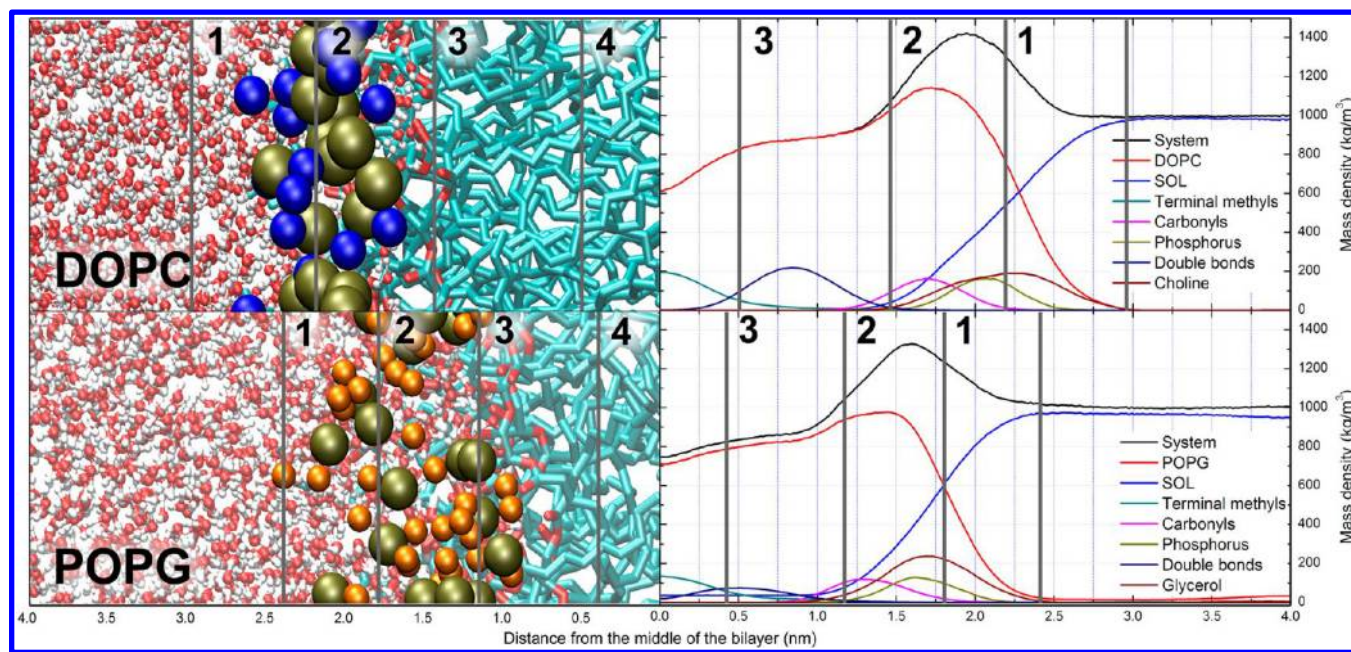 1 2 3 4
DOPC
3 2 1
1400
1200
1000
800
600
400
200
0
Mass density (kg/m³)
System
DOPC
SOL
Terminal methyls
Carbonyls
Phosphorus
Double bonds
Choline
1 2 3 4
POPG
3 2 1
1400
1200
1000
800
600
400
200
0
Mass density (kg/m³)
System
POPG
SOL
Terminal methyls
Carbonyls
Phosphorus
Double bonds
Glycerol
4.0 3.5 3.0 2.5 2.0 1.5 1.0 0.5 0.0 0.5 1.0 1.5 2.0 2.5 3.0 3.5 4.0
Distance from the middle of the bilayer (nm)